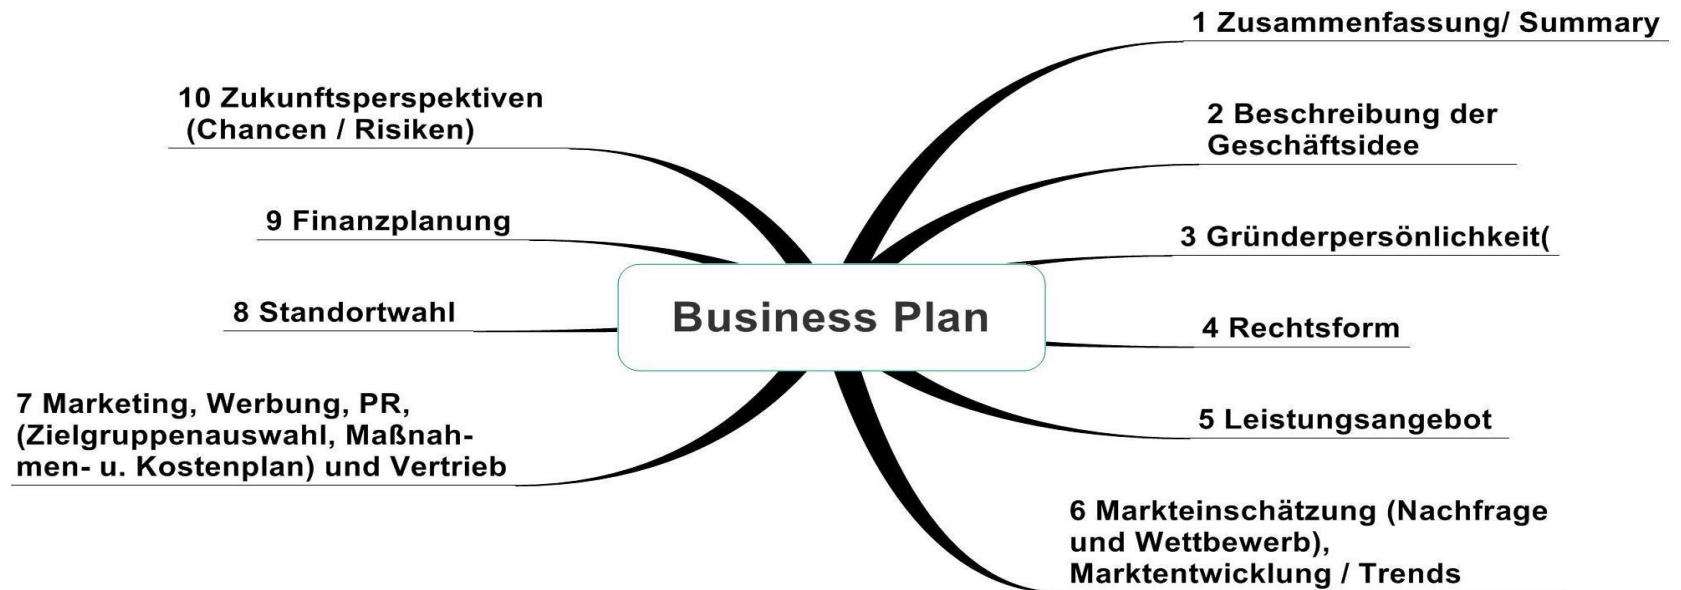 1 Zusammenfassung/ Summary
2 Beschreibung der
Geschäftsidee
3 Gründerpersönlichkeit(
4 Rechtsform
5 Leistungsangebot
6 Markteinschätzung (Nachfrage
und Wettbewerb),
Marktentwicklung / Trends
7 Marketing, Werbung, PR,
(Zielgruppenauswahl, Maßnah-
men- u. Kostenplan) und Vertrieb
8 Standortwahl
9 Finanzplanung
10 Zukunftsperspektiven
(Chancen / Risiken)
Business Plan